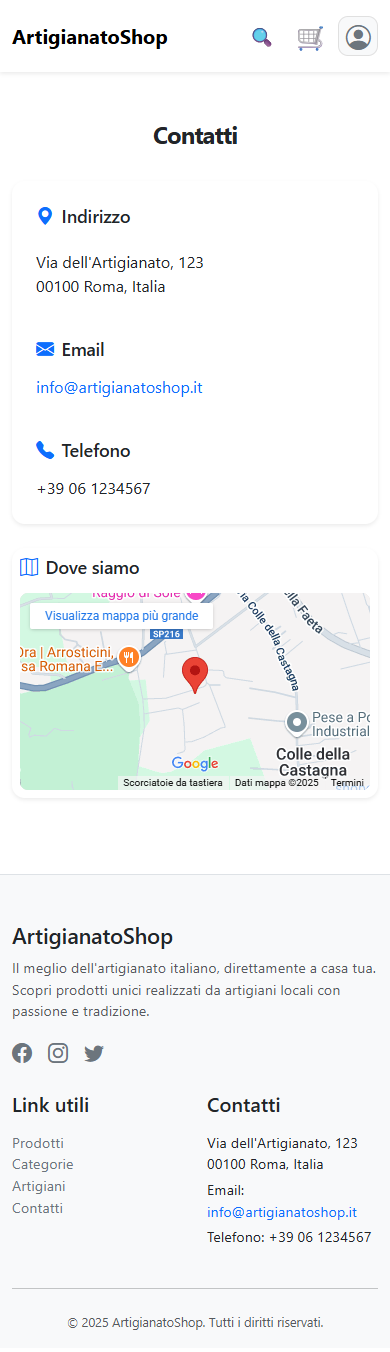 ArtigianatoShop
Contatti
Indirizzo
Via dell'Artigianato, 123
00100 Roma, Italia
Email
info@artigianatoshop.it
Telefono
+39 06 1234567
Dove siamo
Raggio di Sole
Via Colle della Castagna
della Faeta
Visualizza mappa più grande
SP216
Ora | Arrosticini,
sa Romana E...
Pese a Po
Industrial
Colle della
Castagna
Google
Scorciatoie da tastiera Dati mappa ©2025 Termini
ArtigianatoShop
Il meglio dell'artigianato italiano, direttamente a casa tua.
Scopri prodotti unici realizzati da artigiani locali con
passione e tradizione.
Link utili
Prodotti
Categorie
Artigiani
Contatti
Contatti
Via dell'Artigianato, 123
00100 Roma, Italia
Email:
info@artigianatoshop.it
Telefono: +39 06 1234567
© 2025 ArtigianatoShop. Tutti i diritti riservati.